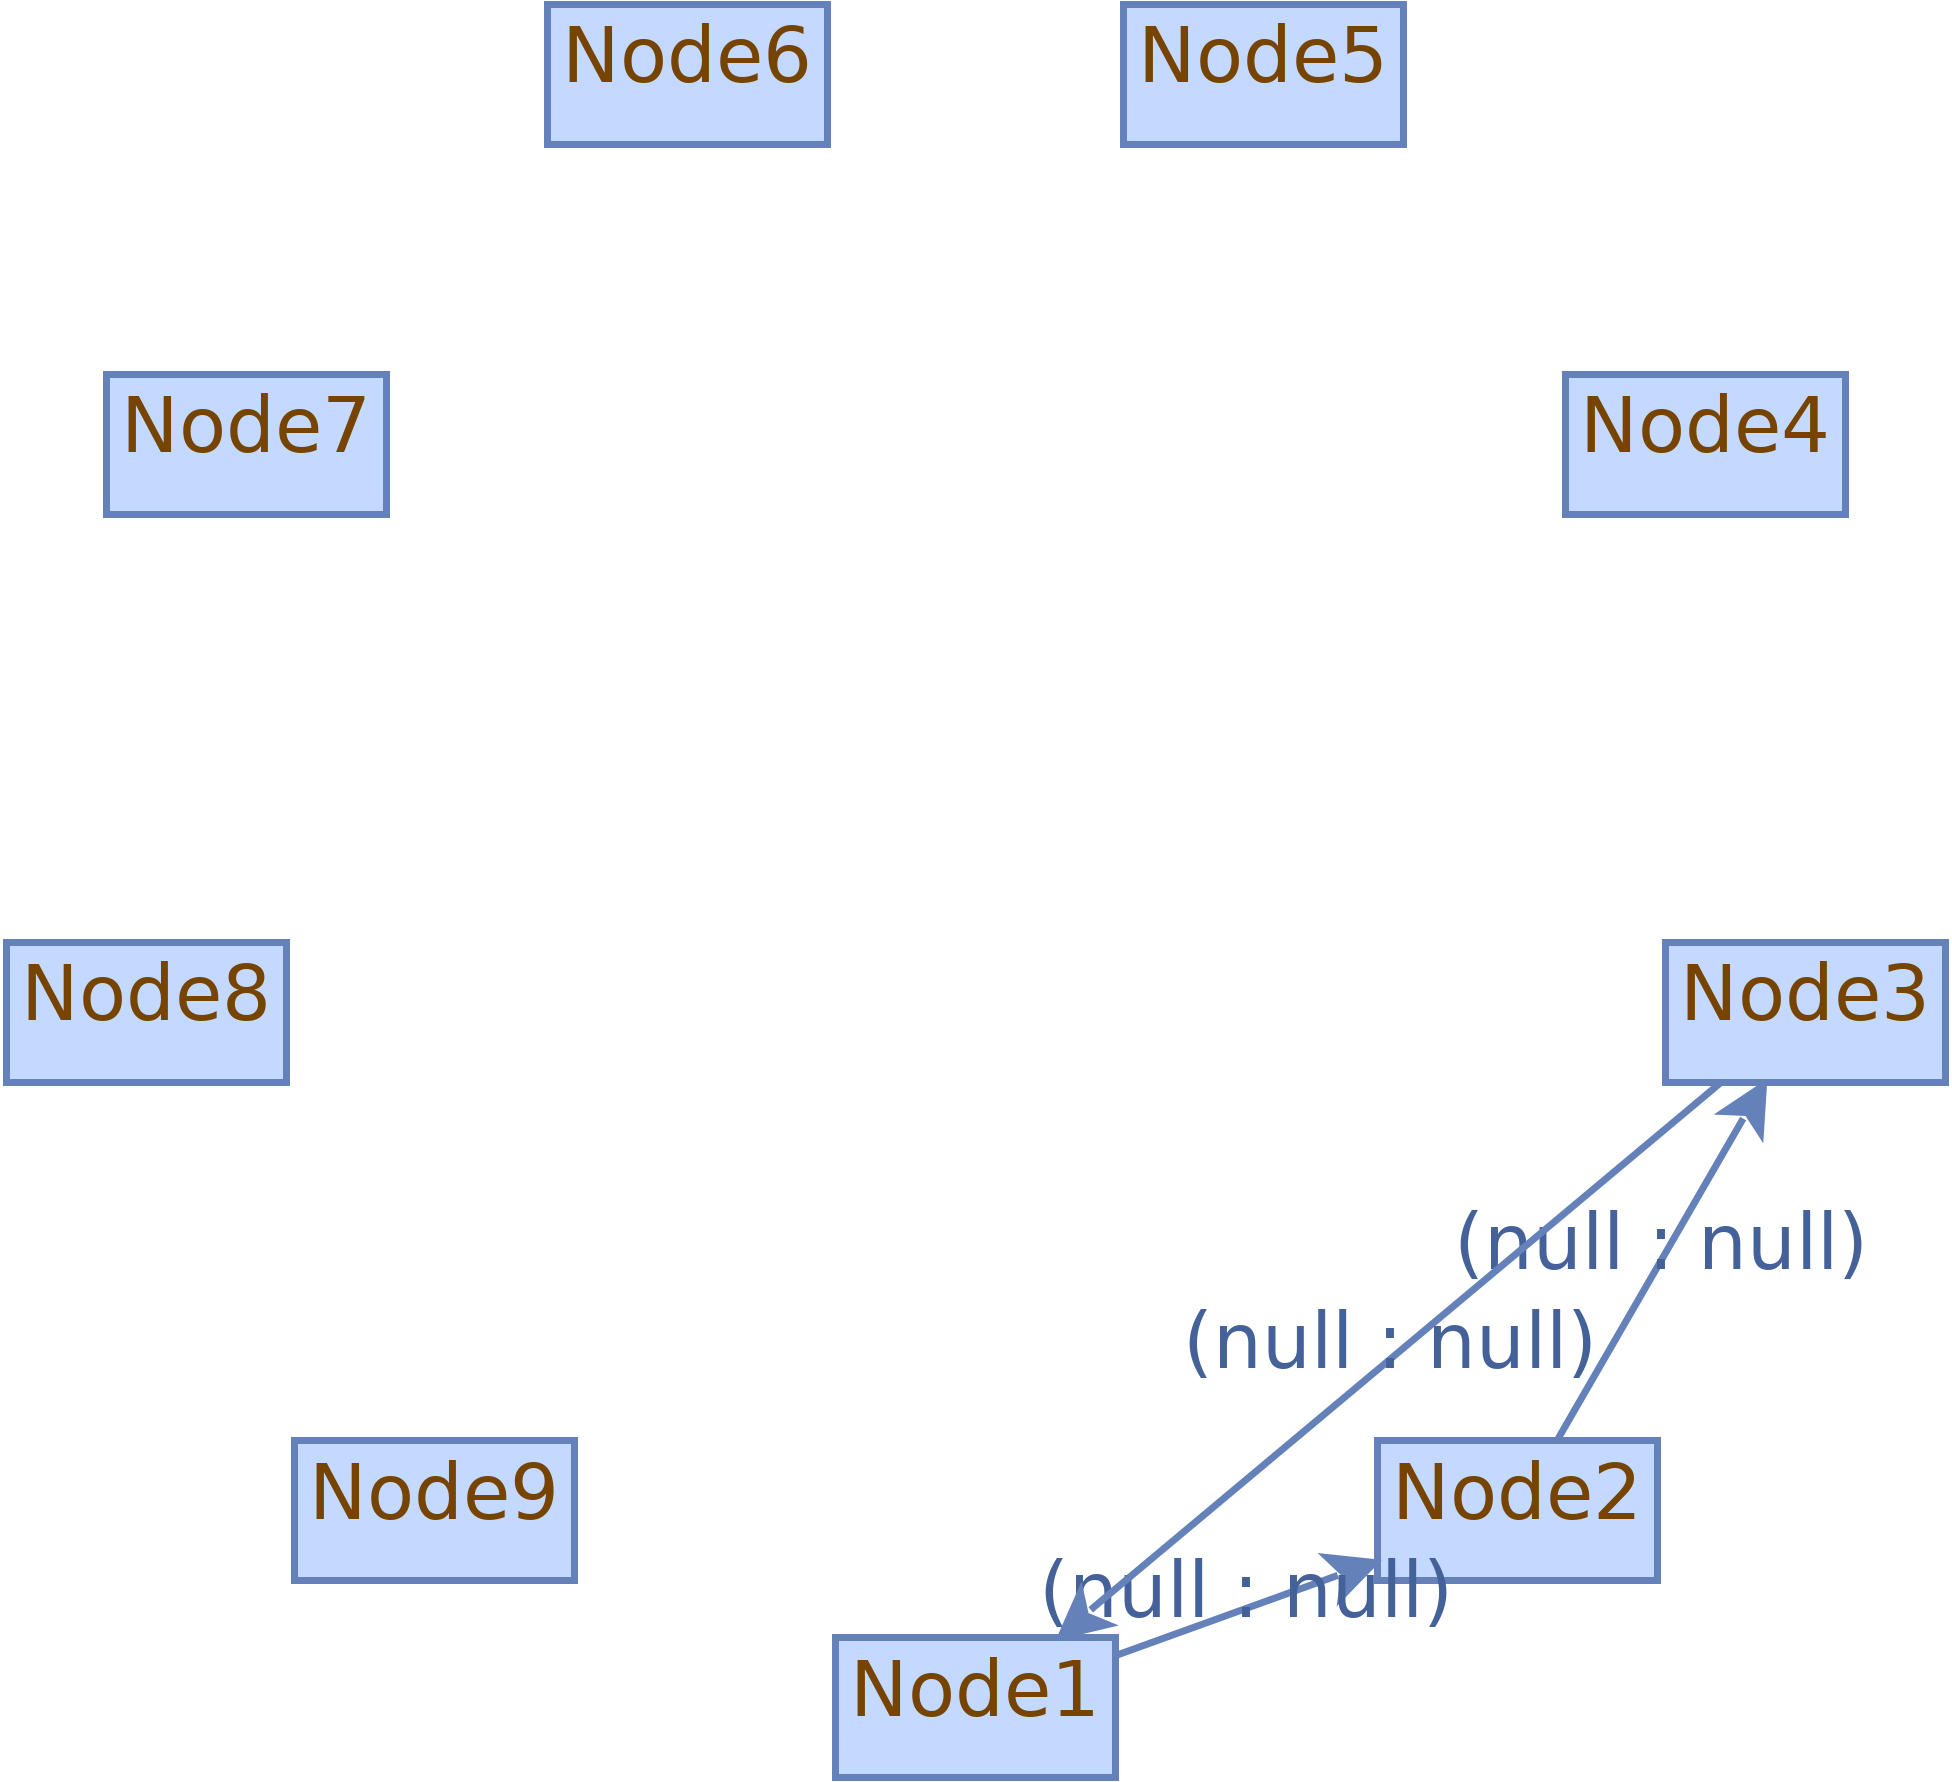 Node6
Node5
Node7
Node4
Node8
Node3
(null : null)
(null : null)
Node9
Node2
(null : null)
Node1